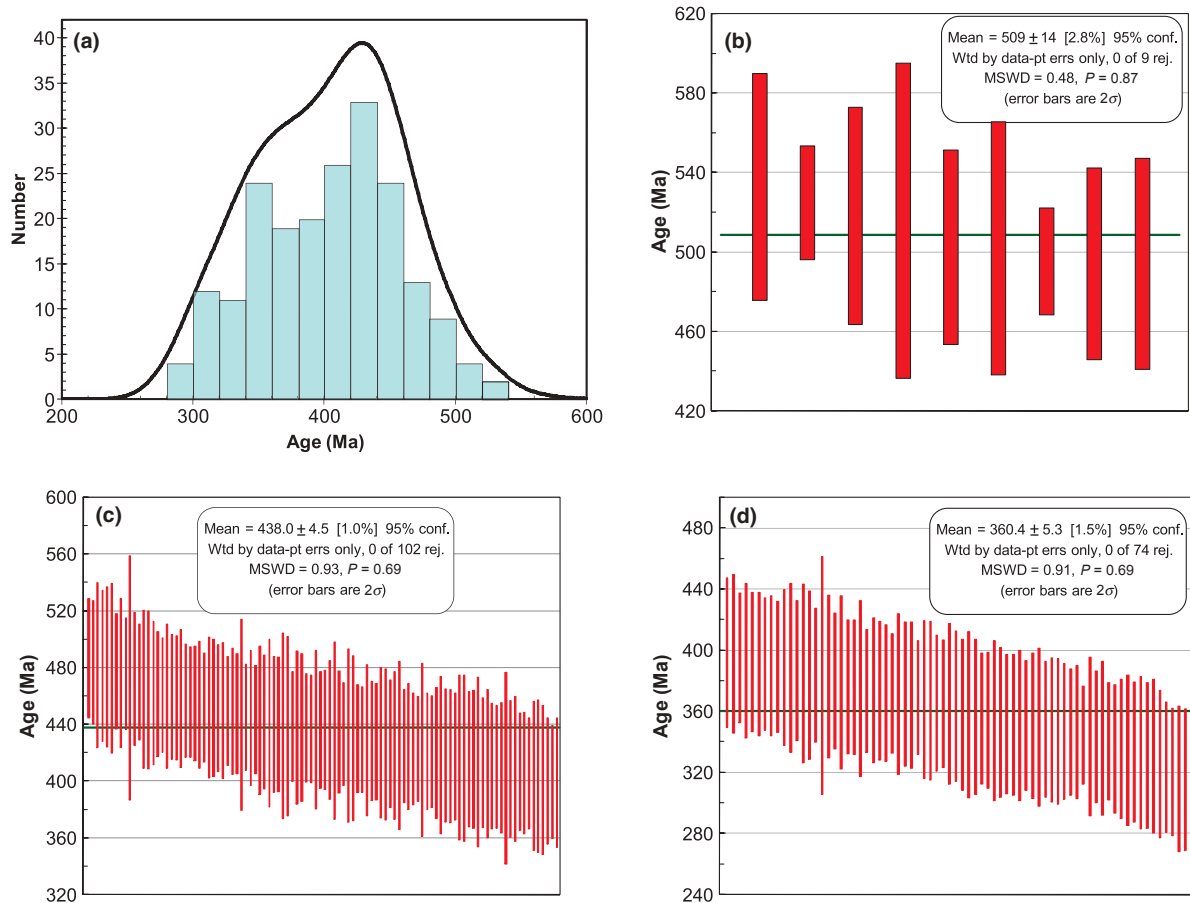 (a)
40
35
30
25
20
15
10
5
0
Number
200 300 400 500 600
Age (Ma)
(b)
620
580
540
500
460
420
Age (Ma)
Mean = 509 ± 14 [2.8%] 95% conf.
Wtd by data-pt errs only, 0 of 9 rej.
MSWD = 0.48, P = 0.87
(error bars are 2σ)
(c)
600
560
520
480
440
400
360
320
Age (Ma)
Mean = 438.0 ± 4.5 [1.0%] 95% conf.
Wtd by data-pt errs only, 0 of 102 rej.
MSWD = 0.93, P = 0.69
(error bars are 2σ)
(d)
480
440
400
360
320
280
240
Age (Ma)
Mean = 360.4 ± 5.3 [1.5%] 95% conf.
Wtd by data-pt errs only, 0 of 74 rej.
MSWD = 0.91, P = 0.69
(error bars are 2σ)